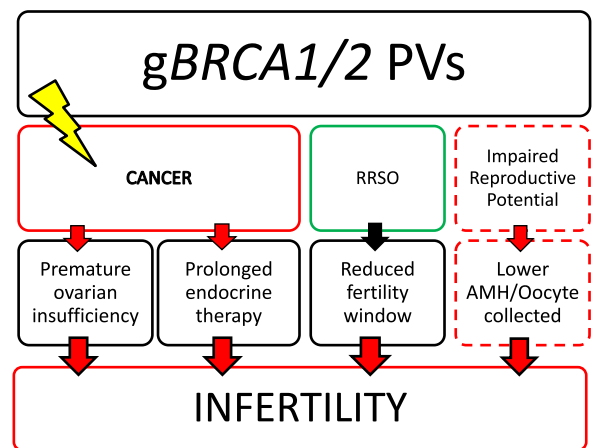 gBRCA1/2 PVs
CANCER
RRSO
Impaired
Reproductive
Potential
Premature
ovarian
insufficiency
Prolonged
endocrine
therapy
Reduced
fertility
window
Lower
AMH/Oocyte
collected
INFERTILITY